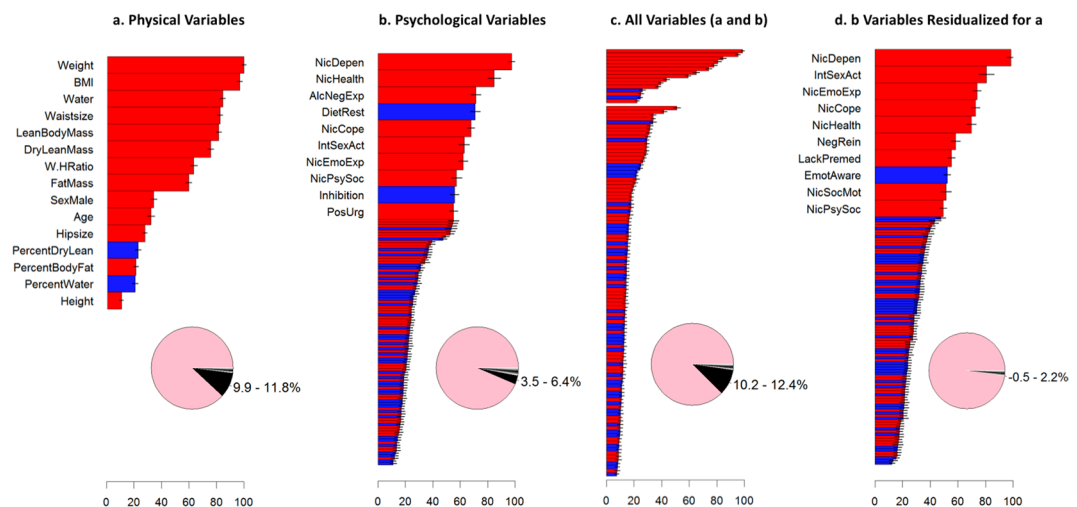 a. Physical Variables
Weight
BMI
Water
Waistsize
LeanBodyMass
DryLeanMass
W.HRatio
FatMass
SexMale
Age
Hipsize
PercentDryLean
PercentBodyFat
PercentWater
Height
9.9 - 11.8%
0 20 40 60 80 100
b. Psychological Variables
NicDepen
NicHealth
AlcNegExp
DietRest
NicCope
IntSexAct
NicEmoExp
NicPsySoc
Inhibition
PosUrg
3.5 - 6.4%
0 20 40 60 80 100
c. All Variables (a and b)
10.2 - 12.4%
0 20 40 60 80 100
d. b Variables Residualized for a
NicDepen
IntSexAct
NicEmoExp
NicCope
NicHealth
NegRein
LackPremed
EmotAware
NicSocMot
NicPsySoc
-0.5 - 2.2%
0 20 40 60 80 100